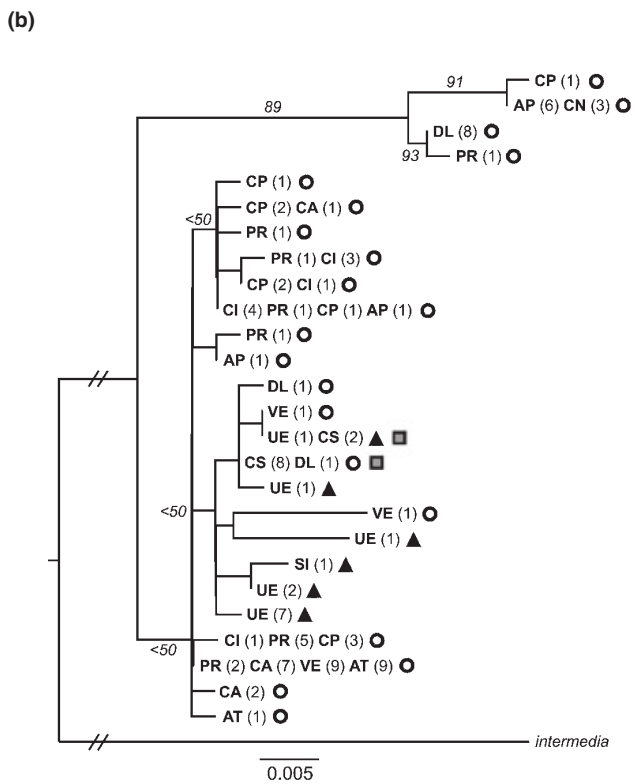 (b)
91
CP (1)
89
AP (6) CN (3)
DL (8)
93
PR (1)
CP (1)
<50
CP (2) CA (1)
PR (1)
PR (1) CI (3)
CP (2) CI (1)
CI (4) PR (1) CP (1) AP (1)
PR (1)
AP (1)
DL (1)
VE (1)
UE (1) CS (2)
CS (8) DL (1)
UE (1)
<50
VE (1)
UE (1)
SI (1)
UE (2)
UE (7)
CI (1) PR (5) CP (3)
<50
PR (2) CA (7) VE (9) AT (9)
CA (2)
AT (1)
intermedia
0.005